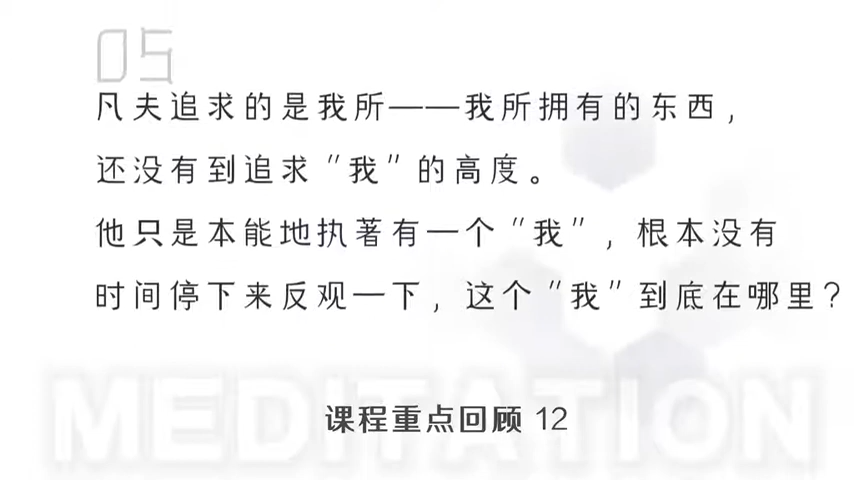 05
凡夫追求的是我所——我所拥有的东西，
还没有到追求“我”的高度。
他只是本能地执著有一个“我”，根本没有
时间停下来反观一下，这个“我”到底在哪里？
MEDITATION
课程重点回顾 12